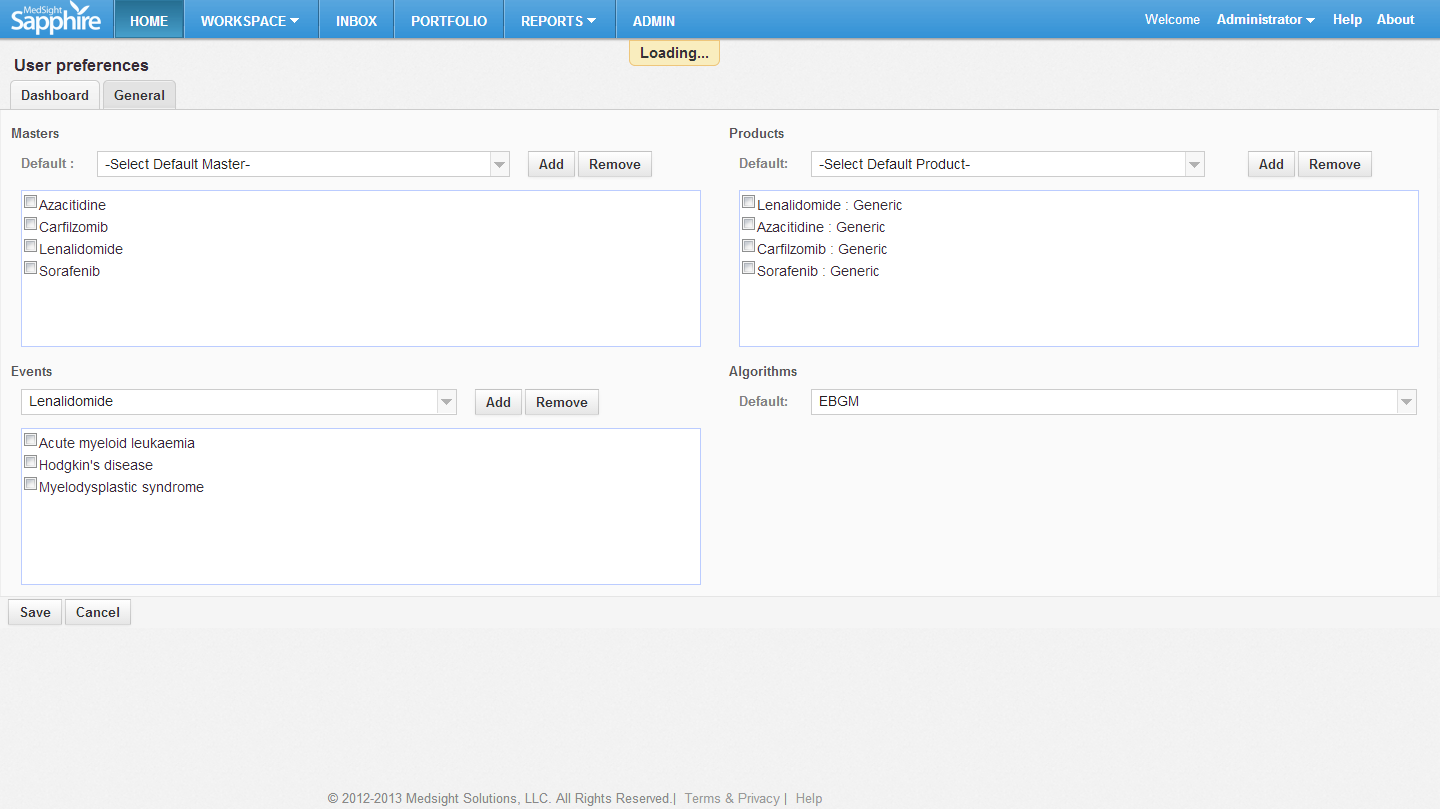 MedSight
Sapphire
HOME WORKSPACE INBOX PORTFOLIO REPORTS ADMIN Welcome Administrator Help About
Loading...
User preferences
Dashboard General
Masters
Default : -Select Default Master- Add Remove
Azacitidine
Carfilzomib
Lenalidomide
Sorafenib
Products
Default: -Select Default Product- Add Remove
Lenalidomide : Generic
Azacitidine : Generic
Carfilzomib : Generic
Sorafenib : Generic
Events
Lenalidomide Add Remove
Acute myeloid leukaemia
Hodgkin's disease
Myelodysplastic syndrome
Algorithms
Default: EBGM
Save Cancel
© 2012-2013 Medsight Solutions, LLC. All Rights Reserved.| Terms & Privacy | Help